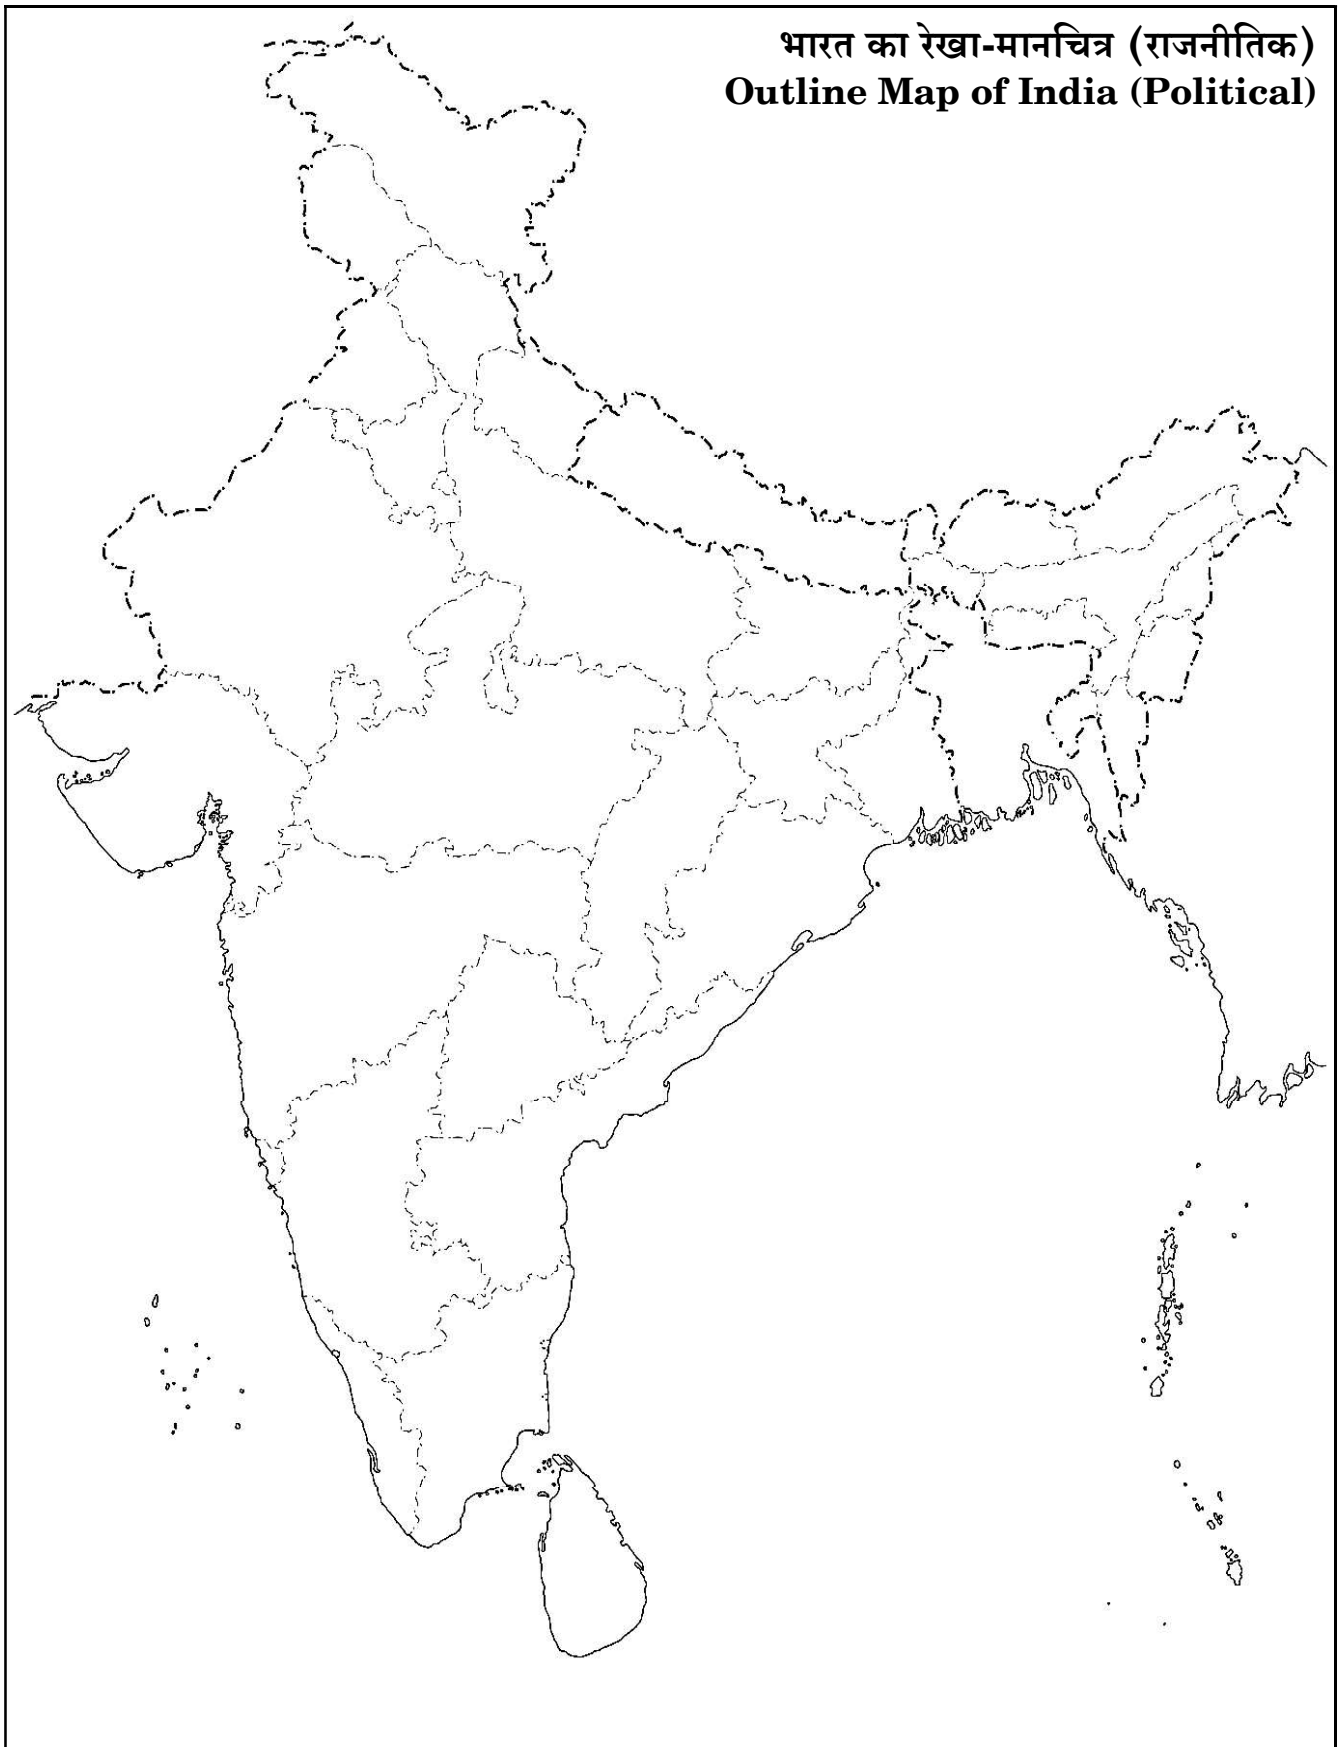 भारत का रेखा-मानचित्र (राजनीतिक)
Outline Map of India (Political)